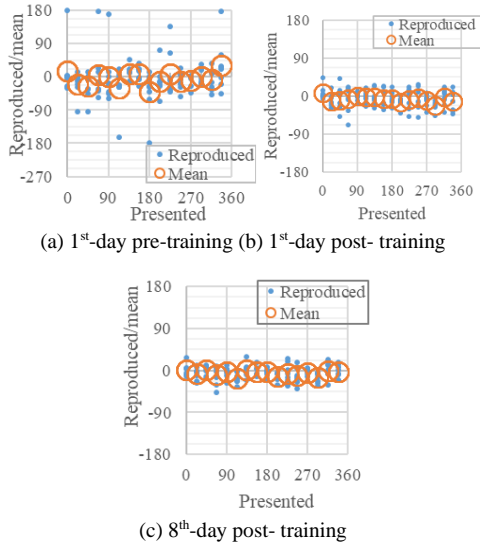 180
90
0
-90
-180
-270
Reproduced/mean
Reproduced
Mean
0 90 180 270 360
Presented
180
90
0
-90
-180
Reproduced/mean
Reproduced
Mean
0 90 180 270 360
Presented
(a) 1st-day pre-training (b) 1st-day post- training
180
90
0
-90
-180
Reproduced/mean
Reproduced
Mean
0 90 180 270 360
Presented
(c) 8th-day post- training